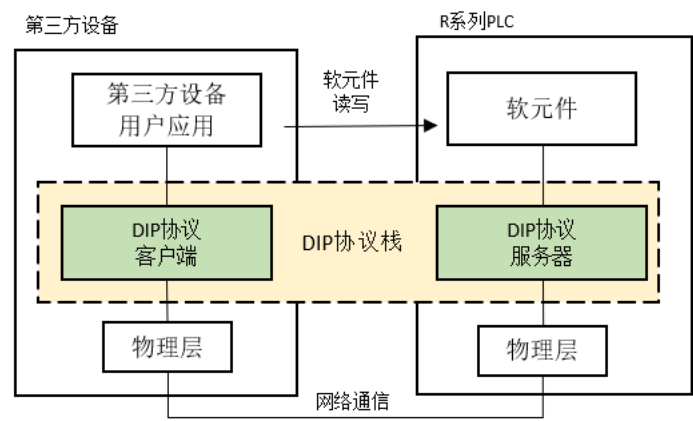 第三方设备
R系列PLC
第三方设备
用户应用
软元件
读写
软元件
DIP协议
客户端
DIP协议栈
DIP协议
服务器
物理层
物理层
网络通信